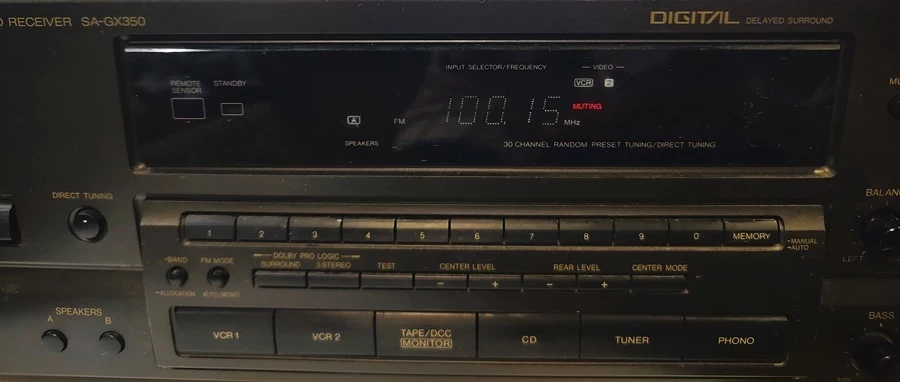 RECEIVER SA-GX350
DIGITAL DELAYED SURROUND
INPUT SELECTOR/FREQUENCY
VIDEO
VCR 2
REMOTE SENSOR
STANDBY
A
FM
100.15 MHz
MUTING
SPEAKERS
30 CHANNEL RANDOM PRESET TUNING/DIRECT TUNING
DIRECT TUNING
1 2 3 4 5 6 7 8 9 0 MEMORY
MANUAL
AUTO
BALANC
LEFT
BAND
ALLOCATION
FM MODE
AUTO/MONO
DOLBY PRO LOGIC
SURROUND 3 STEREO TEST CENTER LEVEL REAR LEVEL CENTER MODE
− + − +
SPEAKERS
A B
VCR 1
VCR 2
TAPE/DCC
MONITOR
CD
TUNER
PHONO
BASS